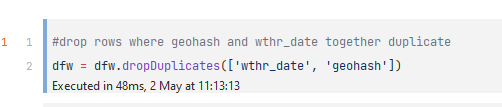 1 1 #drop rows where geohash and wthr_date together duplicate
2 dfw = dfw.dropDuplicates(['wthr_date', 'geohash'])
Executed in 48ms, 2 May at 11:13:13